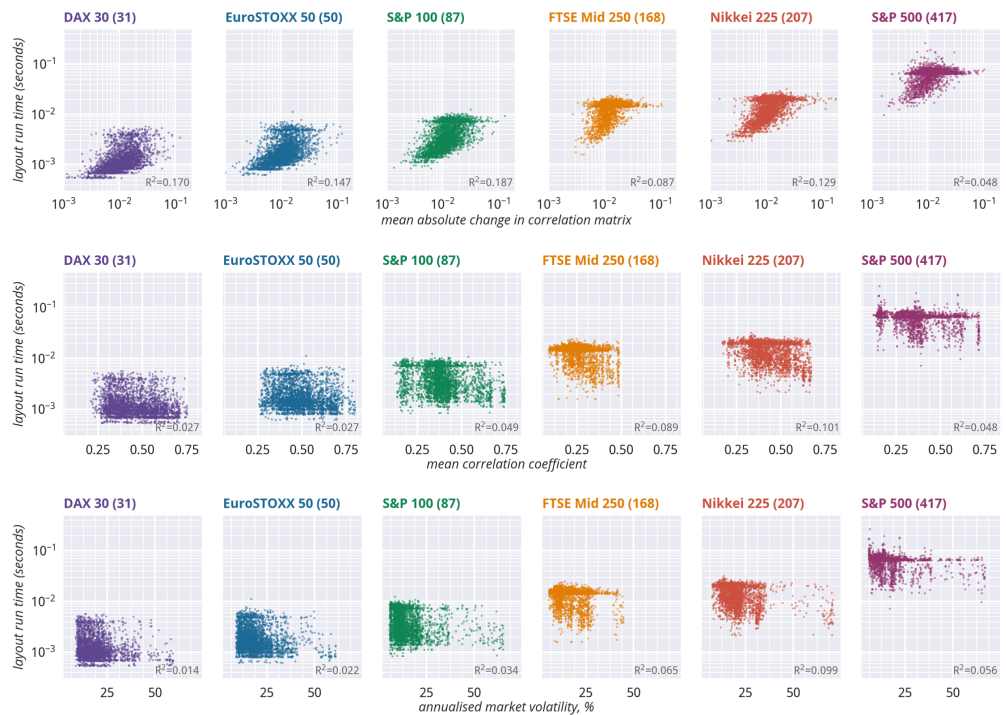 DAX 30 (31) EuroSTOXX 50 (50) S&P 100 (87) FTSE Mid 250 (168) Nikkei 225 (207) S&P 500 (417)
layout run time (seconds)
10⁻¹
10⁻²
10⁻³
R²=0.170 R²=0.147 R²=0.187 R²=0.087 R²=0.129 R²=0.048
10⁻³ 10⁻² 10⁻¹ 10⁻³ 10⁻² 10⁻¹ 10⁻³ 10⁻² 10⁻¹ 10⁻³ 10⁻² 10⁻¹ 10⁻³ 10⁻² 10⁻¹ 10⁻³ 10⁻² 10⁻¹
mean absolute change in correlation matrix
DAX 30 (31) EuroSTOXX 50 (50) S&P 100 (87) FTSE Mid 250 (168) Nikkei 225 (207) S&P 500 (417)
layout run time (seconds)
10⁻¹
10⁻²
10⁻³
R²=0.027 R²=0.027 R²=0.049 R²=0.089 R²=0.101 R²=0.048
0.25 0.50 0.75 0.25 0.50 0.75 0.25 0.50 0.75 0.25 0.50 0.75 0.25 0.50 0.75 0.25 0.50 0.75
mean correlation coefficient
DAX 30 (31) EuroSTOXX 50 (50) S&P 100 (87) FTSE Mid 250 (168) Nikkei 225 (207) S&P 500 (417)
layout run time (seconds)
10⁻¹
10⁻²
10⁻³
R²=0.014 R²=0.022 R²=0.034 R²=0.065 R²=0.099 R²=0.056
25 50 25 50 25 50 25 50 25 50 25 50
annualised market volatility, %